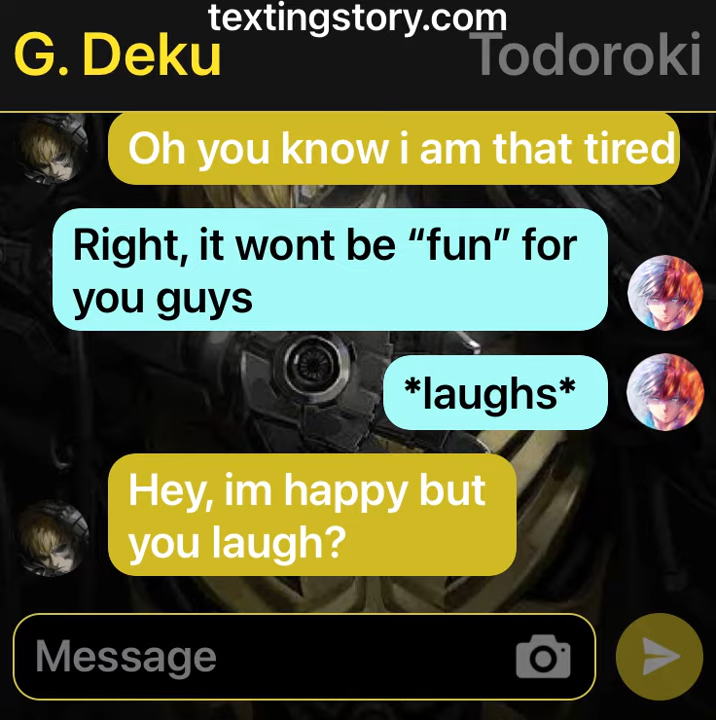 textingstory.com
G. Deku
Todoroki
Oh you know i am that tired
Right, it wont be “fun” for
you guys
*laughs*
Hey, im happy but
you laugh?
Message